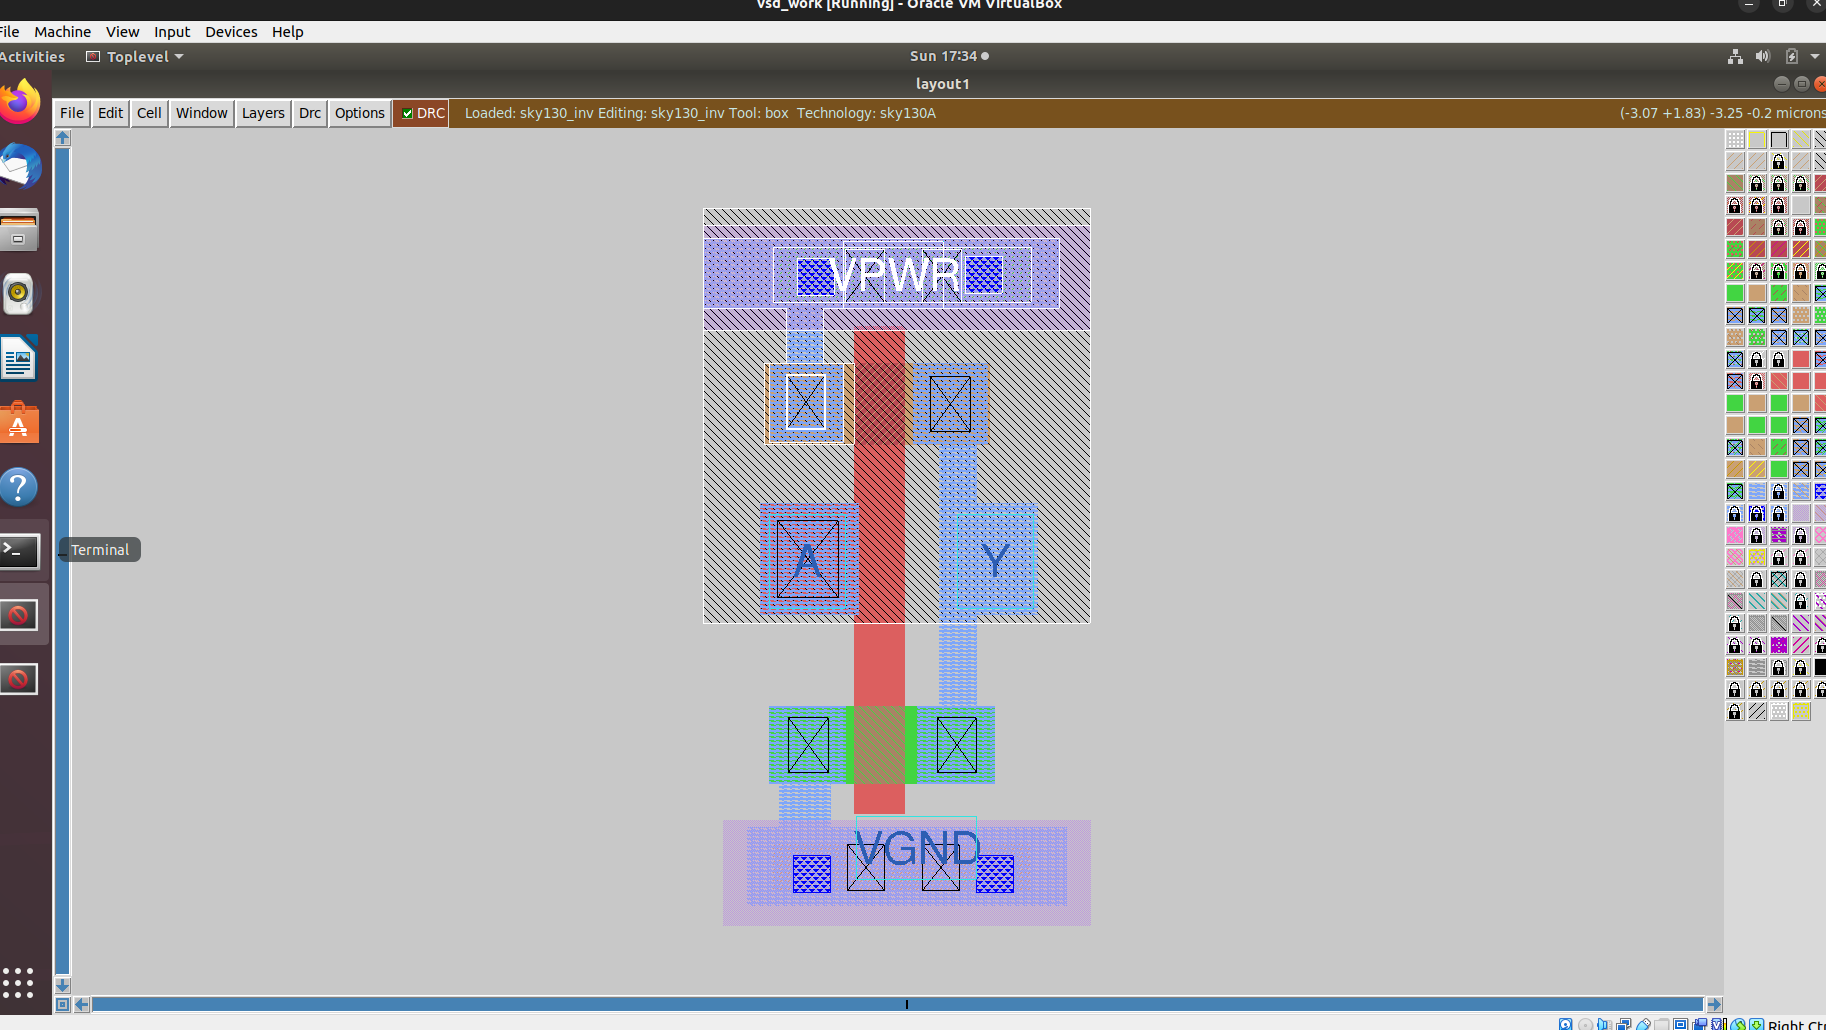 vsd_work [Running] - Oracle VM VirtualBox
File Machine View Input Devices Help
Activities Toplevel Sun 17:34
layout1
File Edit Cell Window Layers Drc Options DRC Loaded: sky130_inv Editing: sky130_inv Tool: box Technology: sky130A (-3.07 +1.83) -3.25 -0.2 microns
VPWR
A Y
Terminal
VGND
Right Ctr